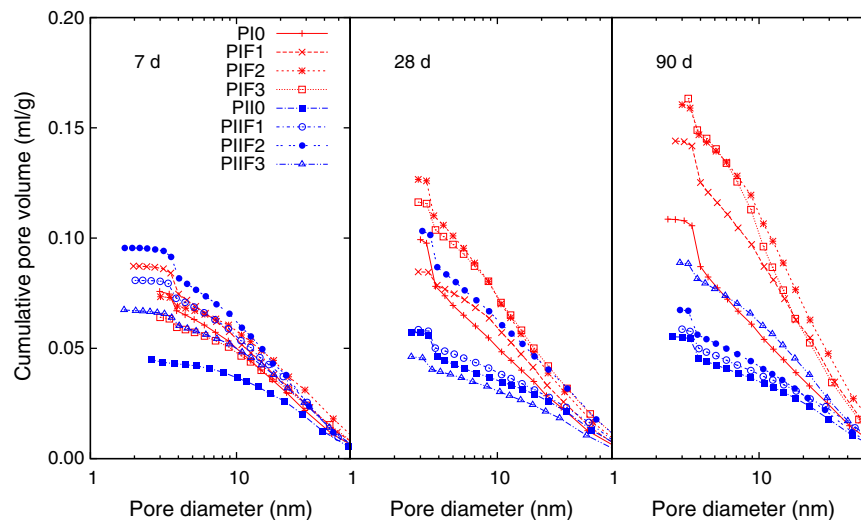 0.20
0.15
0.10
0.05
0.00
Cumulative pore volume (ml/g)
7 d
28 d
90 d
PI0
PIF1
PIF2
PIF3
PII0
PIIF1
PIIF2
PIIF3
1 10 1 10 1 10
Pore diameter (nm) Pore diameter (nm) Pore diameter (nm)